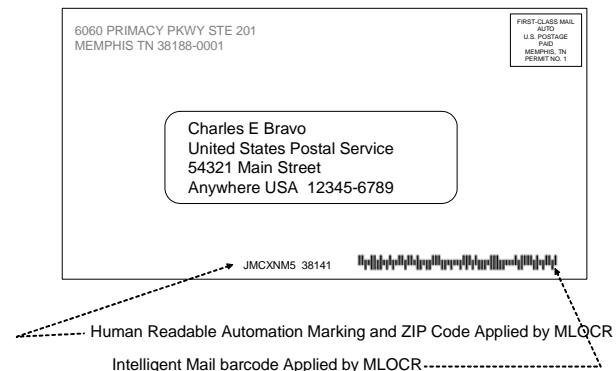 6060 PRIMACY PKWY STE 201
MEMPHIS TN 38188-0001
FIRST-CLASS MAIL
AUTO
U.S. POSTAGE
PAID
MEMPHIS, TN
PERMIT NO. 1
Charles E Bravo
United States Postal Service
54321 Main Street
Anywhere USA 12345-6789
JMCXNM5 38141
Human Readable Automation Marking and ZIP Code Applied by MLOCR
Intelligent Mail barcode Applied by MLOCR